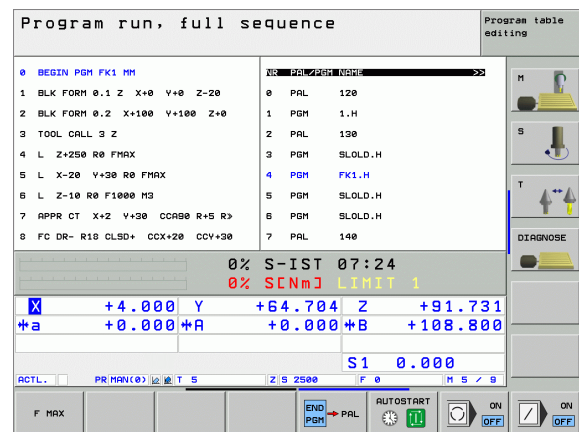 Program run, full sequence
Program table
editing
0 BEGIN PGM FK1 MM
1 BLK FORM 0.1 Z X+0 Y+0 Z-20
2 BLK FORM 0.2 X+100 Y+100 Z+0
3 TOOL CALL 3 Z
4 L Z+250 R0 FMAX
5 L X-20 Y+30 R0 FMAX
6 L Z-10 R0 F1000 M3
7 APPR CT X+2 Y+30 CCA90 R+5 R»
8 FC DR- R18 CLSD+ CCX+20 CCY+30
NR PAL/PGM NAME >>
0 PAL 120
1 PGM 1.H
2 PAL 130
3 PGM SLOLD.H
4 PGM FK1.H
5 PGM SLOLD.H
6 PGM SLOLD.H
7 PAL 140
M
S
T
DIAGNOSE
0% S-IST 07:24
0% S[Nm] LIMIT 1
X +4.000 Y +64.704 Z +91.731
a +0.000 A +0.000 B +108.800
S1 0.000
ACTL. PR MAN(0) T 5 Z S 2500 F 0 M 5 / 9
F MAX
END PGM → PAL
AUTOSTART
ON
OFF
ON
OFF